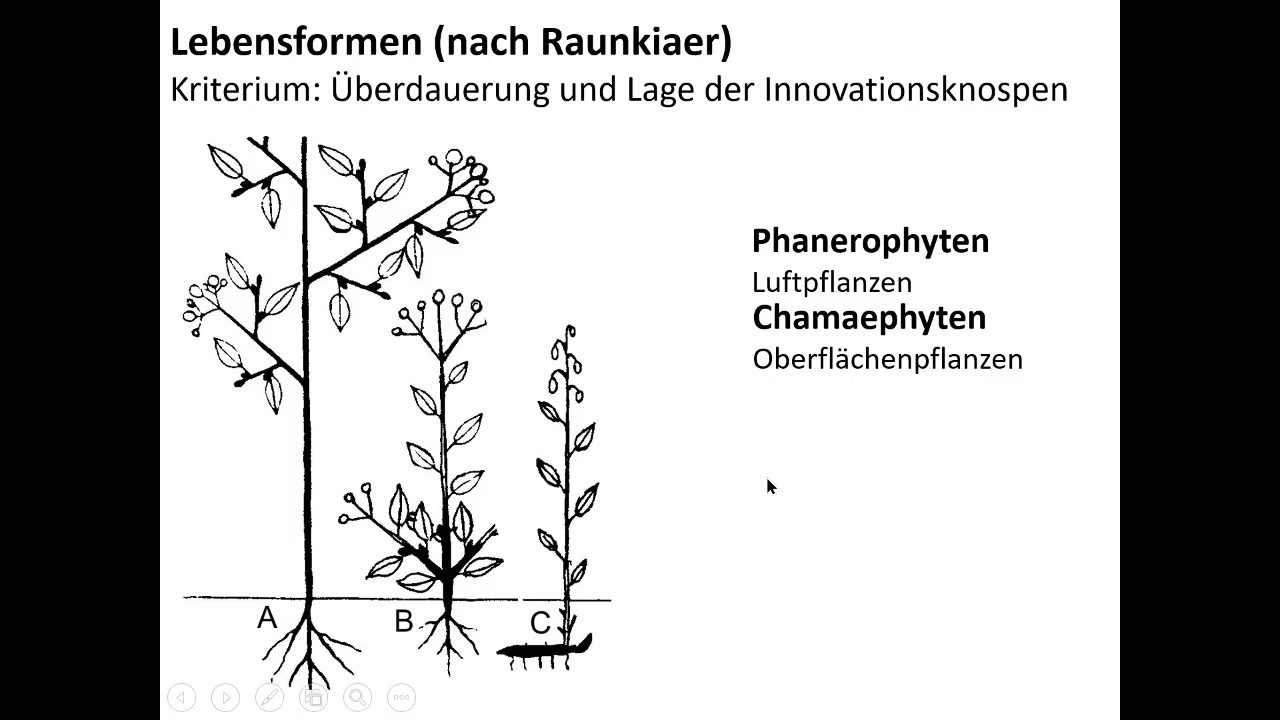 Lebensformen (nach Raunkiaer)
Kriterium: Überdauerung und Lage der Innovationsknospen
Phanerophyten
Luftpflanzen
Chamaephyten
Oberflächenpflanzen
A B C